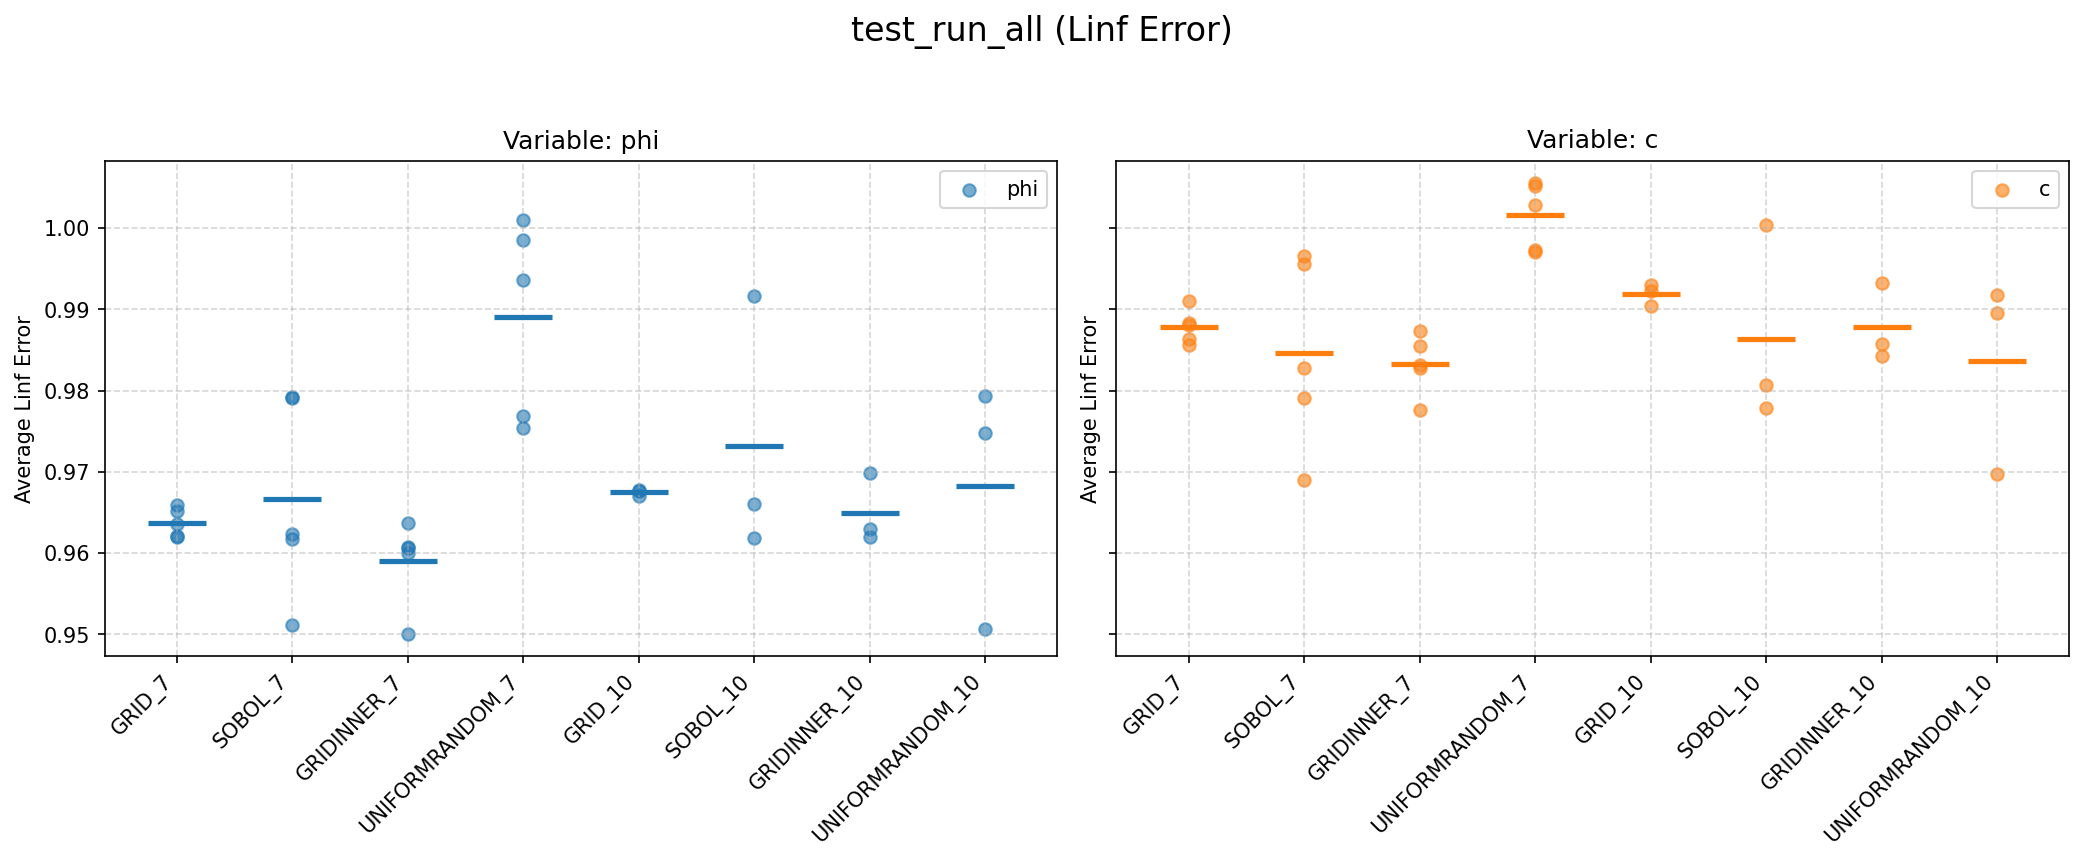 test_run_all (Linf Error)
Variable: phi
phi
Average Linf Error
1.00
0.99
0.98
0.97
0.96
0.95
GRID_7
SOBOL_7
GRIDINNER_7
UNIFORMRANDOM_7
GRID_10
SOBOL_10
GRIDINNER_10
UNIFORMRANDOM_10
Variable: c
c
Average Linf Error
GRID_7
SOBOL_7
GRIDINNER_7
UNIFORMRANDOM_7
GRID_10
SOBOL_10
GRIDINNER_10
UNIFORMRANDOM_10